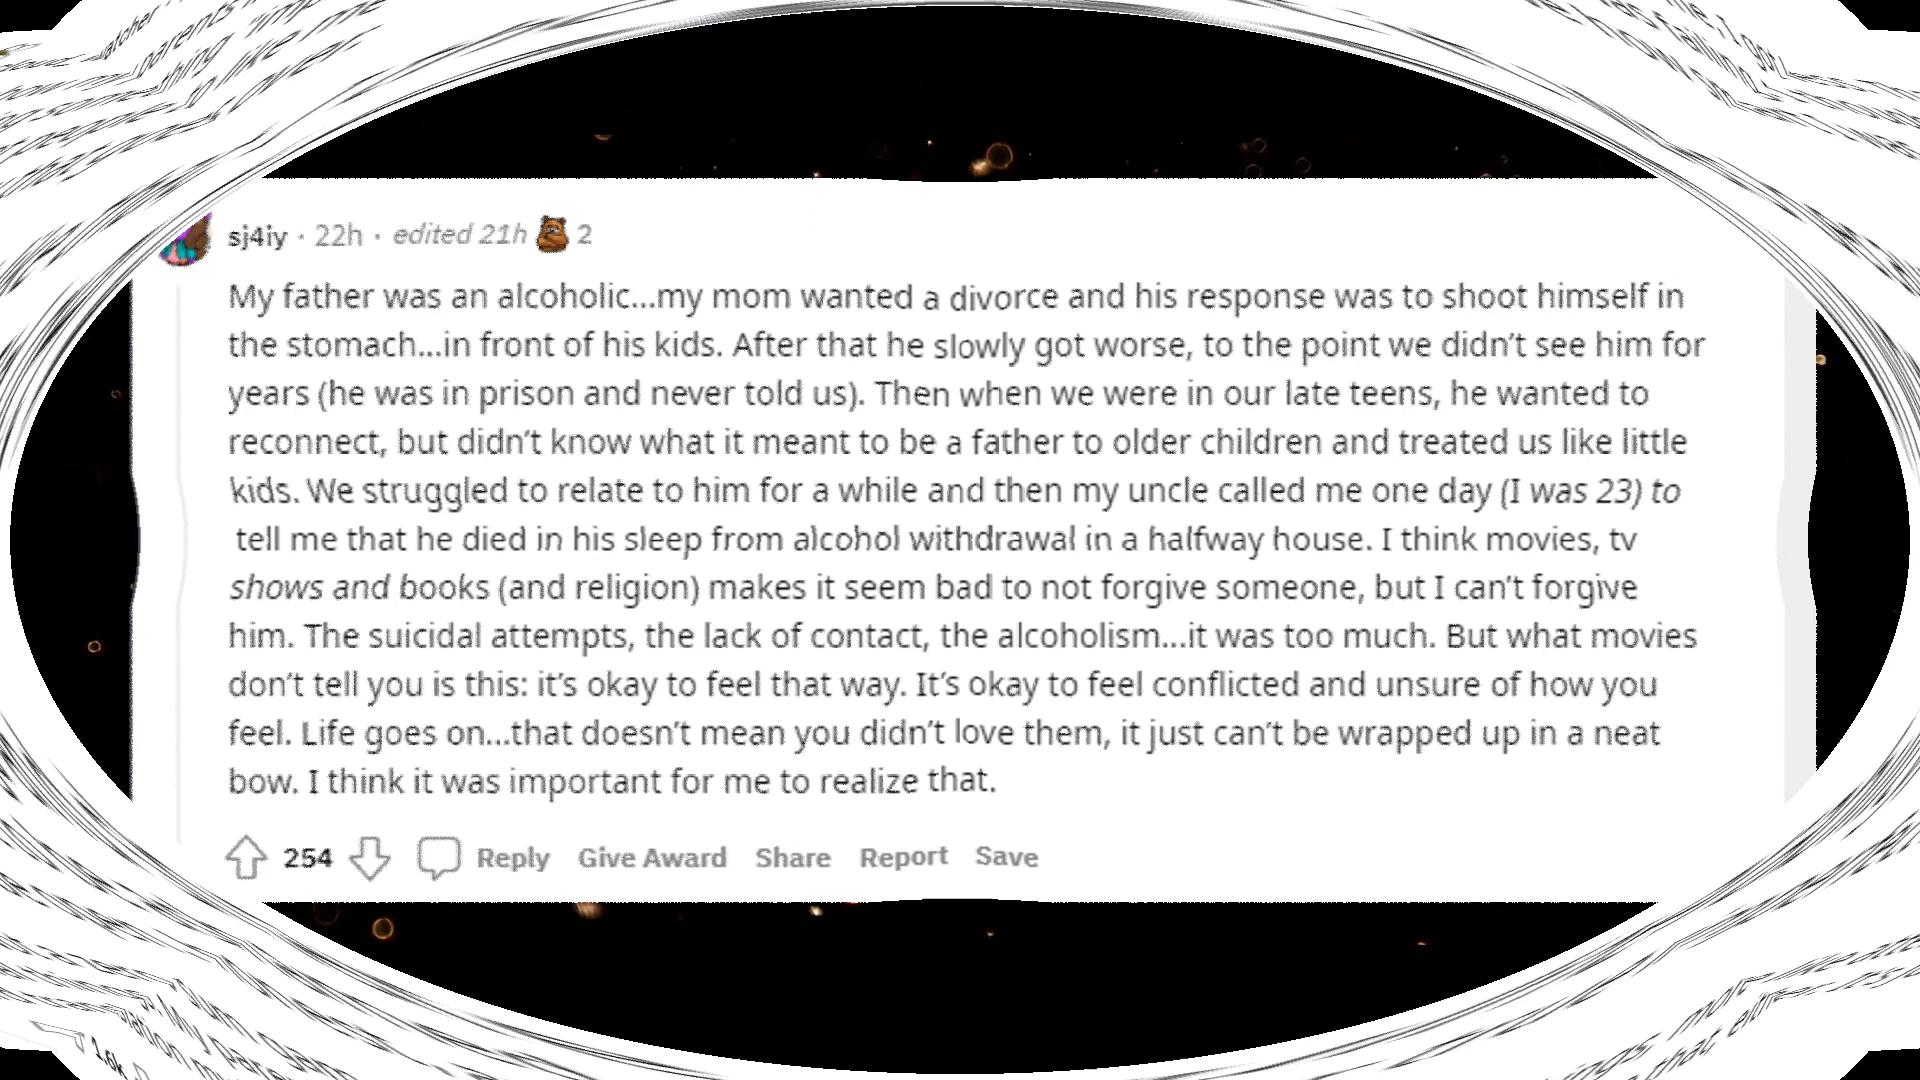 sj4iy · 22h · edited 21h 2
My father was an alcoholic...my mom wanted a divorce and his response was to shoot himself in
the stomach...in front of his kids. After that he slowly got worse, to the point we didn't see him for
years (he was in prison and never told us). Then when we were in our late teens, he wanted to
reconnect, but didn't know what it meant to be a father to older children and treated us like little
kids. We struggled to relate to him for a while and then my uncle called me one day (I was 23) to
tell me that he died in his sleep from alcohol withdrawal in a halfway house. I think movies, tv
shows and books (and religion) makes it seem bad to not forgive someone, but I can't forgive
him. The suicidal attempts, the lack of contact, the alcoholism...it was too much. But what movies
don't tell you is this: it's okay to feel that way. It's okay to feel conflicted and unsure of how you
feel. Life goes on...that doesn't mean you didn't love them, it just can't be wrapped up in a neat
bow. I think it was important for me to realize that.
254 Reply Give Award Share Report Save